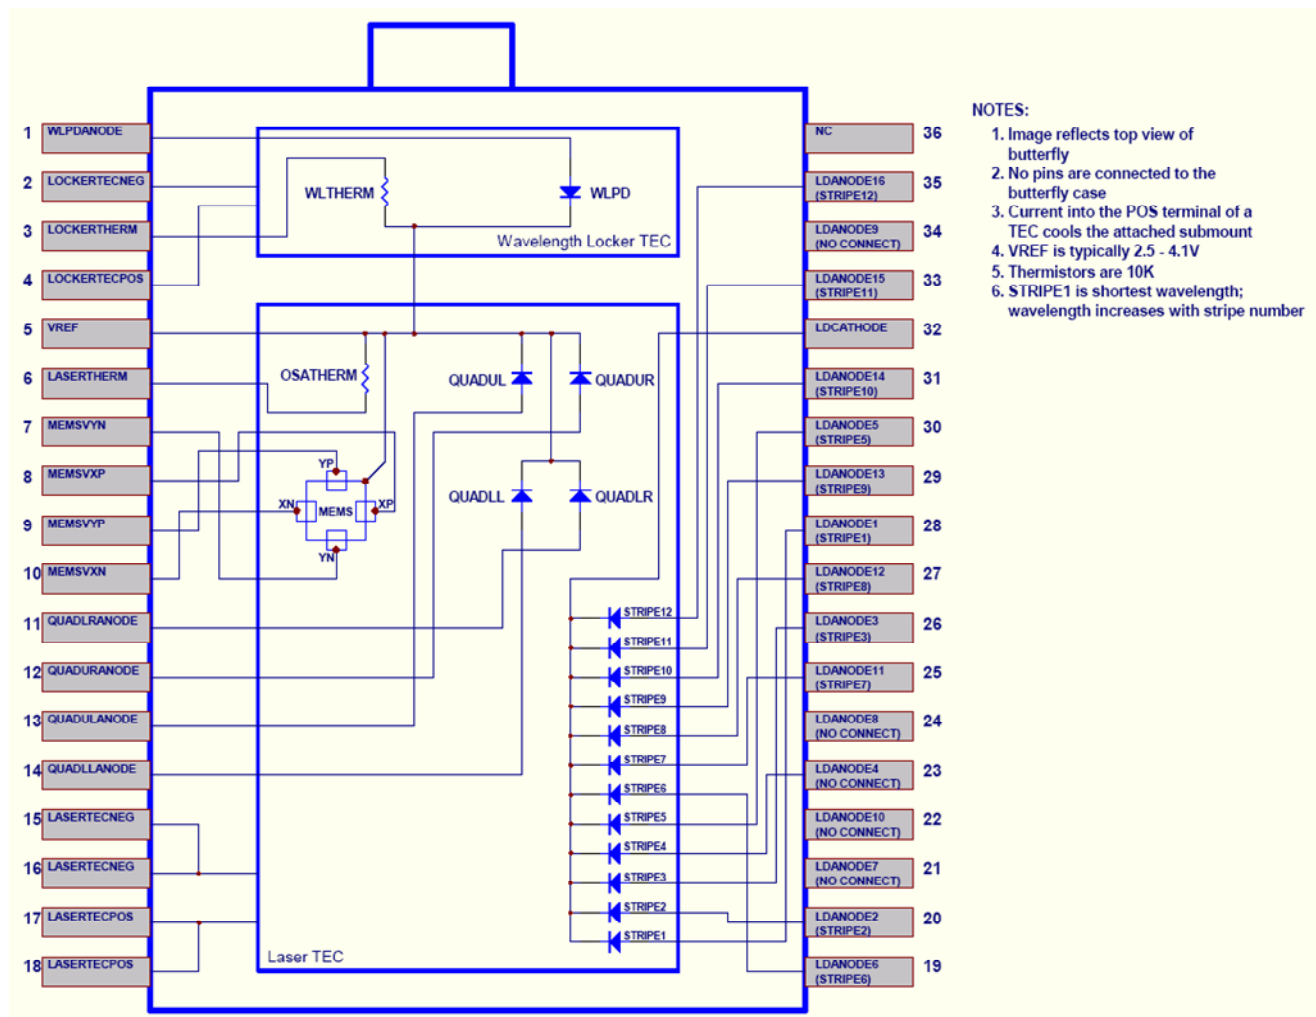 1 WLPDANODE
2 LOCKERTECNEG
3 LOCKERTHERM
4 LOCKERTECPOS
5 VREF
6 LASERTHERM
7 MEMSVYN
8 MEMSVXP
9 MEMSVYP
10 MEMSVXN
11 QUADLRANODE
12 QUADURANODE
13 QUADULANODE
14 QUADLLANODE
15 LASERTECNEG
16 LASERTECNEG
17 LASERTECPOS
18 LASERTECPOS
WLTHERM
WLPD
Wavelength Locker TEC
OSATHERM
QUADUL
QUADUR
QUADLL
QUADLR
YP
XN
MEMS
XP
YN
STRIPE12
STRIPE11
STRIPE10
STRIPE9
STRIPE8
STRIPE7
STRIPE6
STRIPE5
STRIPE4
STRIPE3
STRIPE2
STRIPE1
Laser TEC
NC 36
LDANODE16 35
(STRIPE12)
LDANODE9 34
(NO CONNECT)
LDANODE15 33
(STRIPE11)
LDCATHODE 32
LDANODE14 31
(STRIPE10)
LDANODE5 30
(STRIPE5)
LDANODE13 29
(STRIPE9)
LDANODE1 28
(STRIPE1)
LDANODE12 27
(STRIPE8)
LDANODE3 26
(STRIPE3)
LDANODE11 25
(STRIPE7)
LDANODE8 24
(NO CONNECT)
LDANODE4 23
(NO CONNECT)
LDANODE10 22
(NO CONNECT)
LDANODE7 21
(NO CONNECT)
LDANODE2 20
(STRIPE2)
LDANODE6 19
(STRIPE6)
NOTES:
1. Image reflects top view of
butterfly
2. No pins are connected to the
butterfly case
3. Current into the POS terminal of a
TEC cools the attached submount
4. VREF is typically 2.5 - 4.1V
5. Thermistors are 10K
6. STRIPE1 is shortest wavelength;
wavelength increases with stripe number